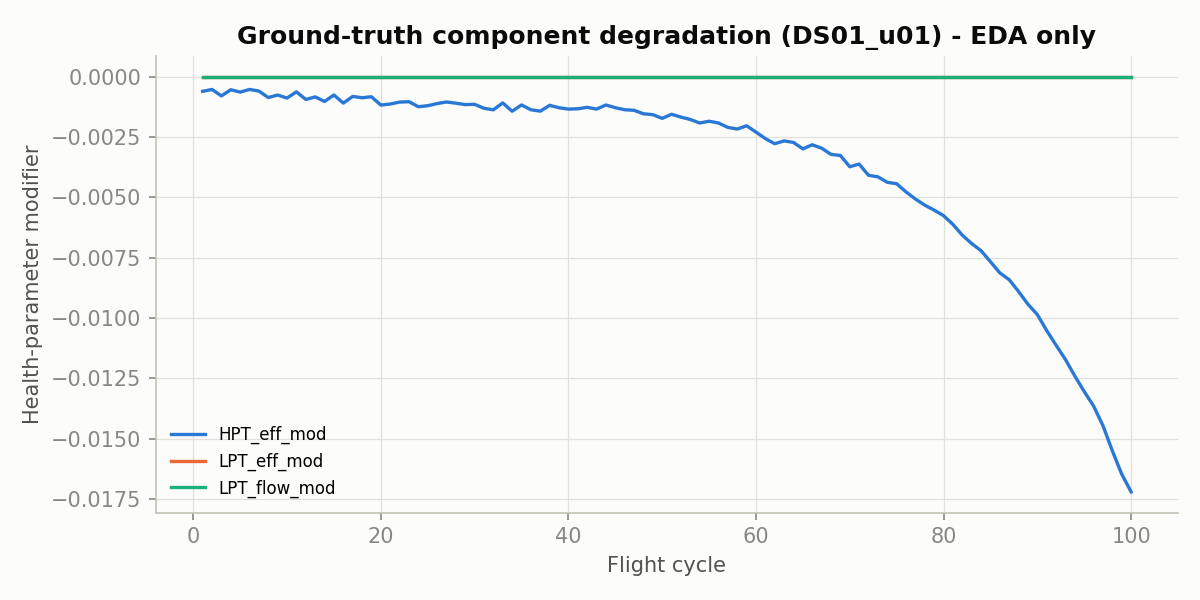 Ground-truth component degradation (DS01_u01) - EDA only
Health-parameter modifier
0.0000
−0.0025
−0.0050
−0.0075
−0.0100
−0.0125
−0.0150
−0.0175
HPT_eff_mod
LPT_eff_mod
LPT_flow_mod
0 20 40 60 80 100
Flight cycle